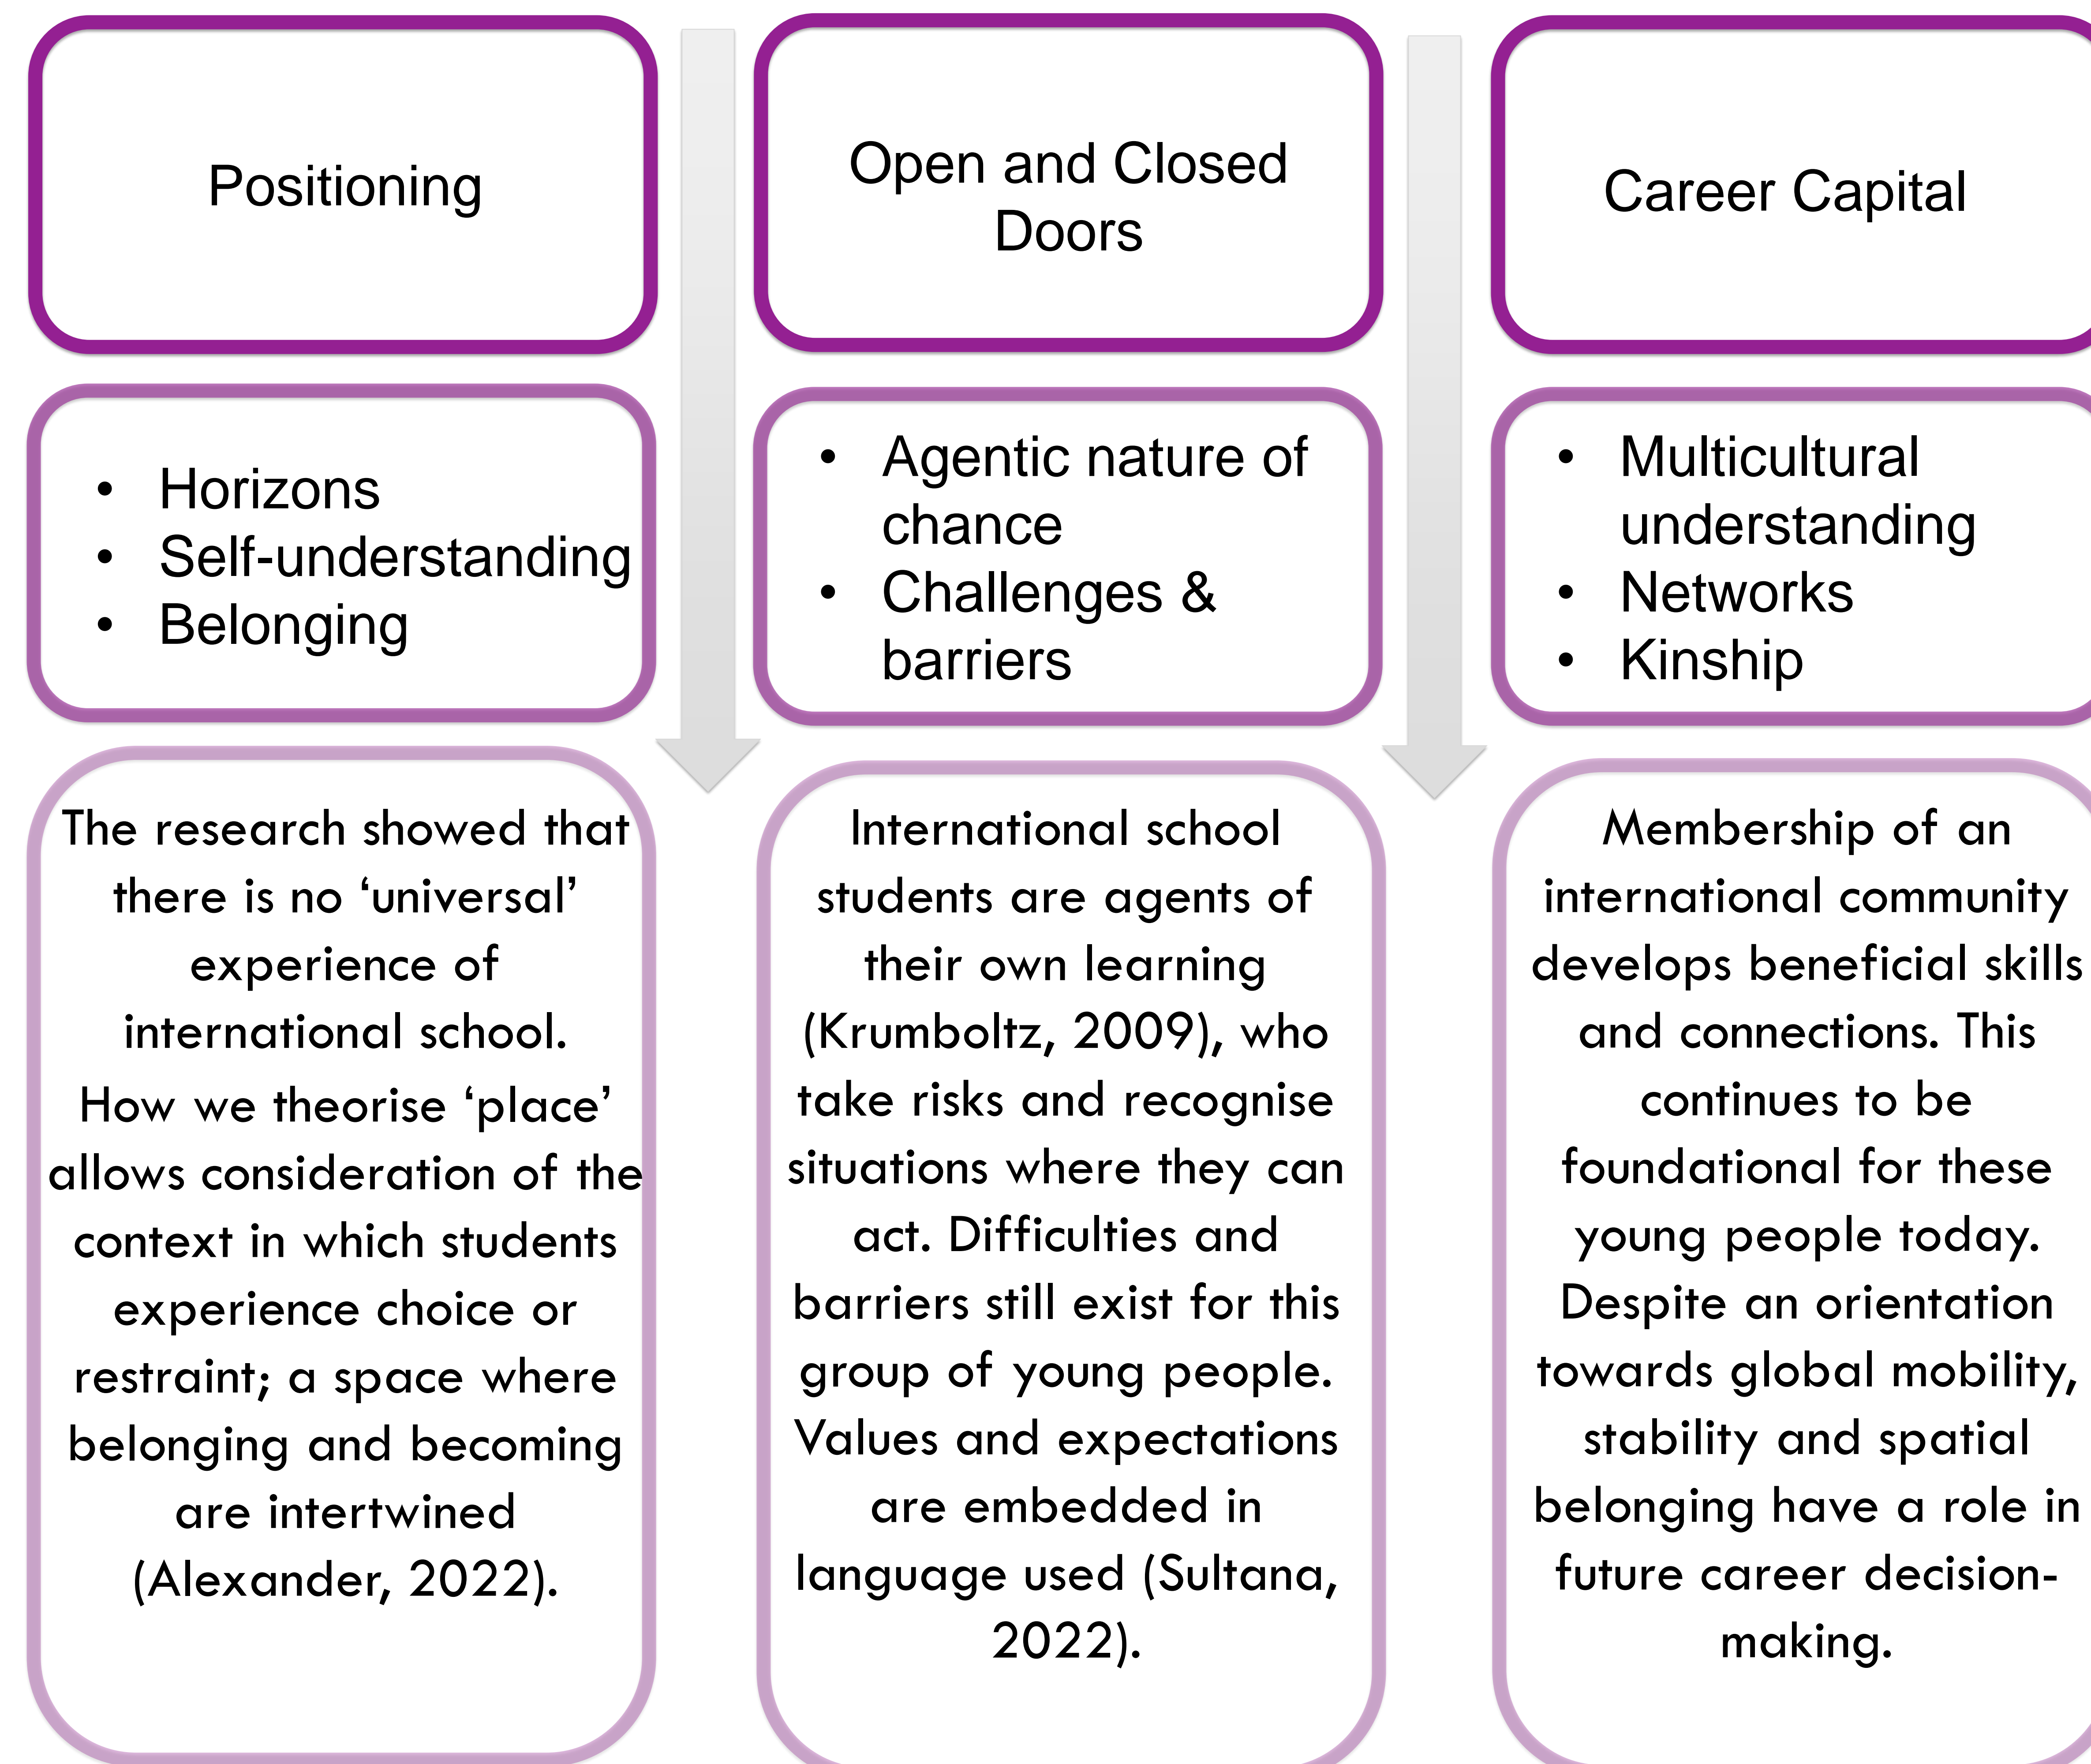 Positioning
Open and Closed
Doors
Career Capital
• Horizons
• Self-understanding
• Belonging
• Agentic nature of
chance
• Challenges &
barriers
• Multicultural
understanding
• Networks
• Kinship
The research showed that
there is no ‘universal’
experience of
international school.
How we theorise ‘place’
allows consideration of the
context in which students
experience choice or
restraint; a space where
belonging and becoming
are intertwined
(Alexander, 2022).
International school
students are agents of
their own learning
(Krumboltz, 2009), who
take risks and recognise
situations where they can
act. Difficulties and
barriers still exist for this
group of young people.
Values and expectations
are embedded in
language used (Sultana,
2022).
Membership of an
international community
develops beneficial skills
and connections. This
continues to be
foundational for these
young people today.
Despite an orientation
towards global mobility,
stability and spatial
belonging have a role in
future career decision-
making.